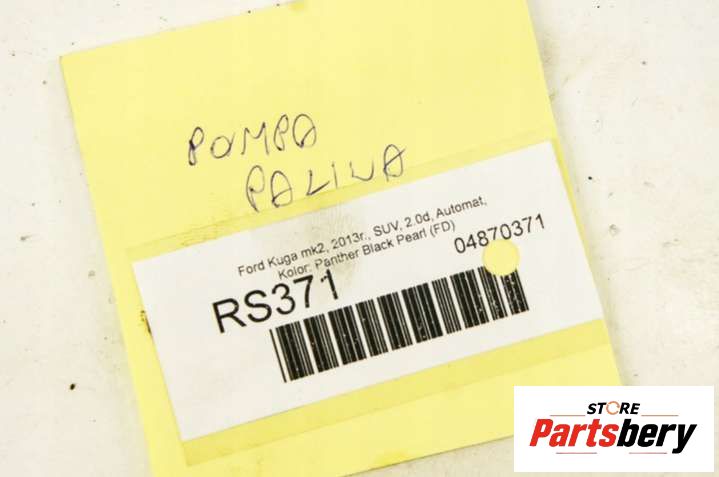 POMPA
PALIWA
Ford Kuga mk2, 2013r., SUV, 2.0d, Automat,
Kolor: Panther Black Pearl (FD)
RS371
04870371
STORE
Partsbery